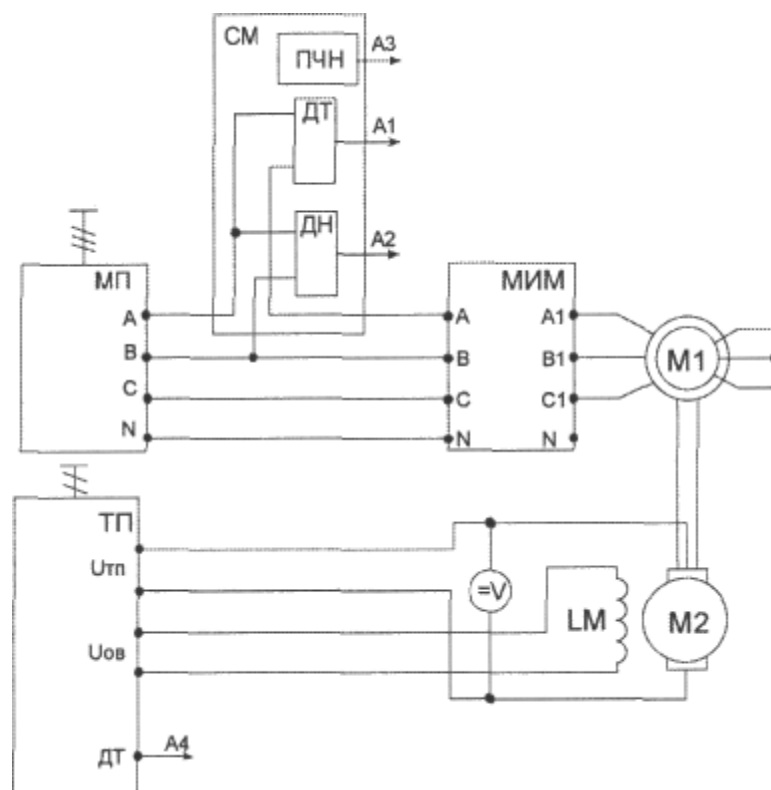 СМ
ПЧН
А3
ДТ
А1
ДН
А2
МП
МИМ
А
А
А1
В
В
В1
М1
С
С
С1
N
N
N
ТП
Uтп
=V
LM
М2
Uов
ДТ
А4